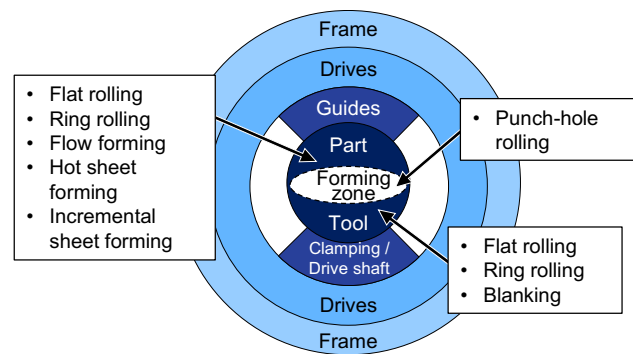 Frame
Drives
Guides
Part
Forming
zone
Tool
Clamping /
Drive shaft
Drives
Frame
• Flat rolling
• Ring rolling
• Flow forming
• Hot sheet
forming
• Incremental
sheet forming
• Punch-hole
rolling
• Flat rolling
• Ring rolling
• Blanking